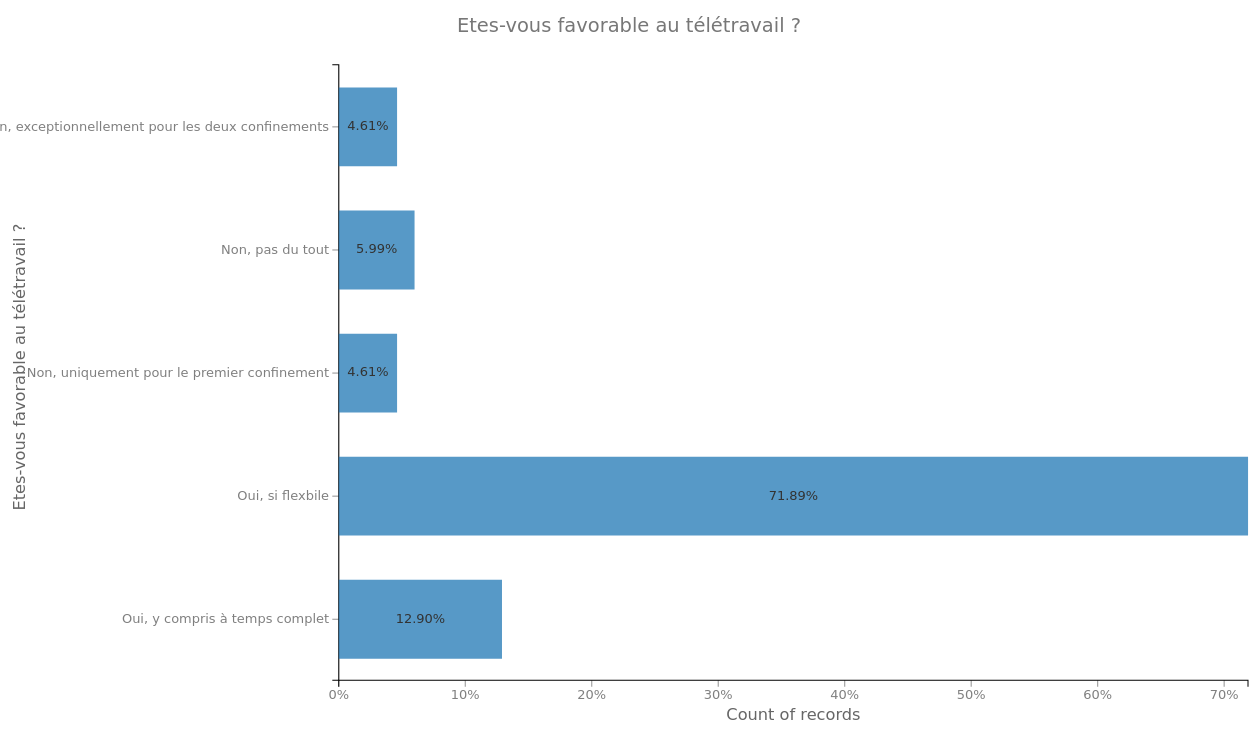 Etes-vous favorable au télétravail ?
n, exceptionnellement pour les deux confinements
4.61%
Non, pas du tout
5.99%
Non, uniquement pour le premier confinement
4.61%
Oui, si flexbile
71.89%
Oui, y compris à temps complet
12.90%
Etes-vous favorable au télétravail ?
0% 10% 20% 30% 40% 50% 60% 70%
Count of records